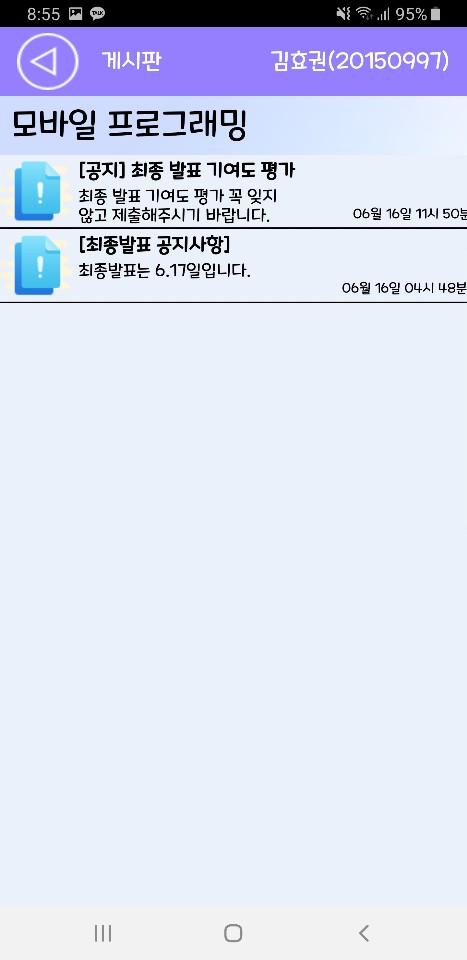 8:55 TALK 95%
게시판 김효권(20150997)
모바일 프로그래밍
[공지] 최종 발표 기여도 평가
최종 발표 기여도 평가 꼭 잊지
않고 제출해주시기 바랍니다.
06월 16일 11시 50분
[최종발표 공지사항]
최종발표는 6.17일입니다.
06월 16일 04시 48분